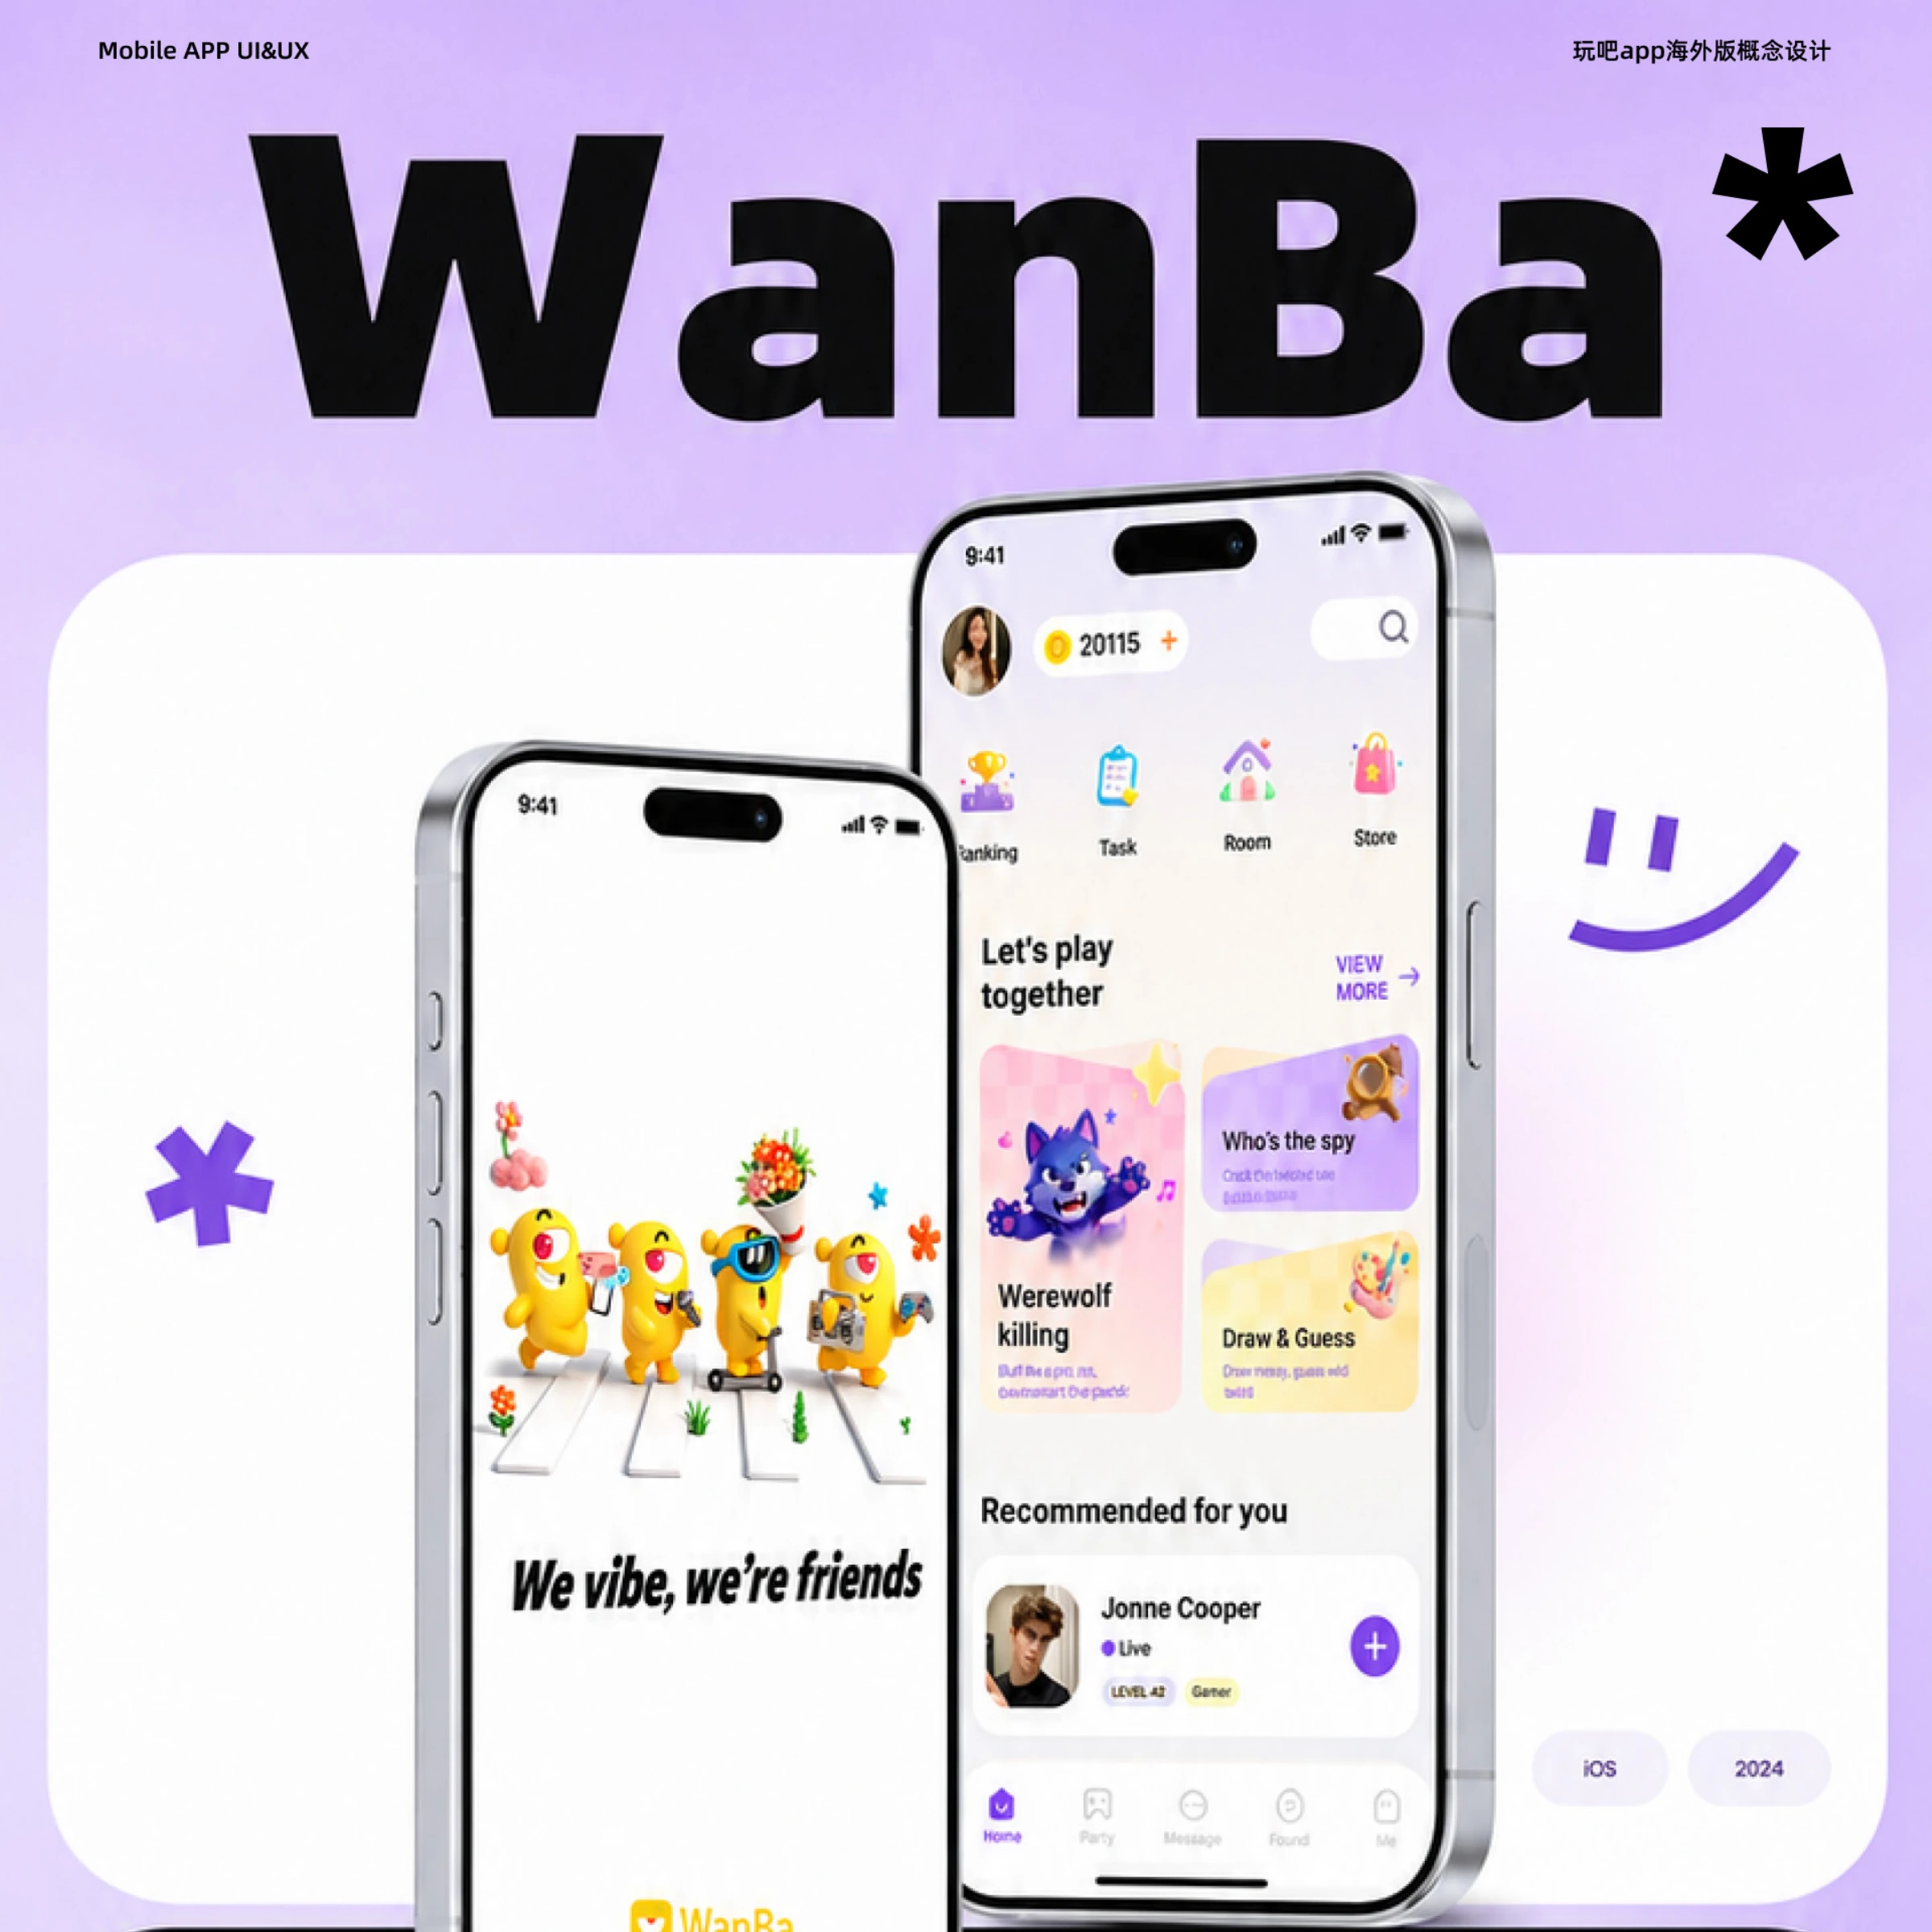 Mobile APP UI&UX
玩吧app海外版概念设计
WanBa*
9:41
20115 +
Ranking
Task
Room
Store
Let's play
together
VIEW
MORE
Who's the spy
Werewolf
killing
Draw & Guess
Recommended for you
Jonne Cooper
Live
LEVEL 42
Gamer
Home
Party
Message
Found
Me
9:41
We vibe, we're friends
WanBa
iOS
2024